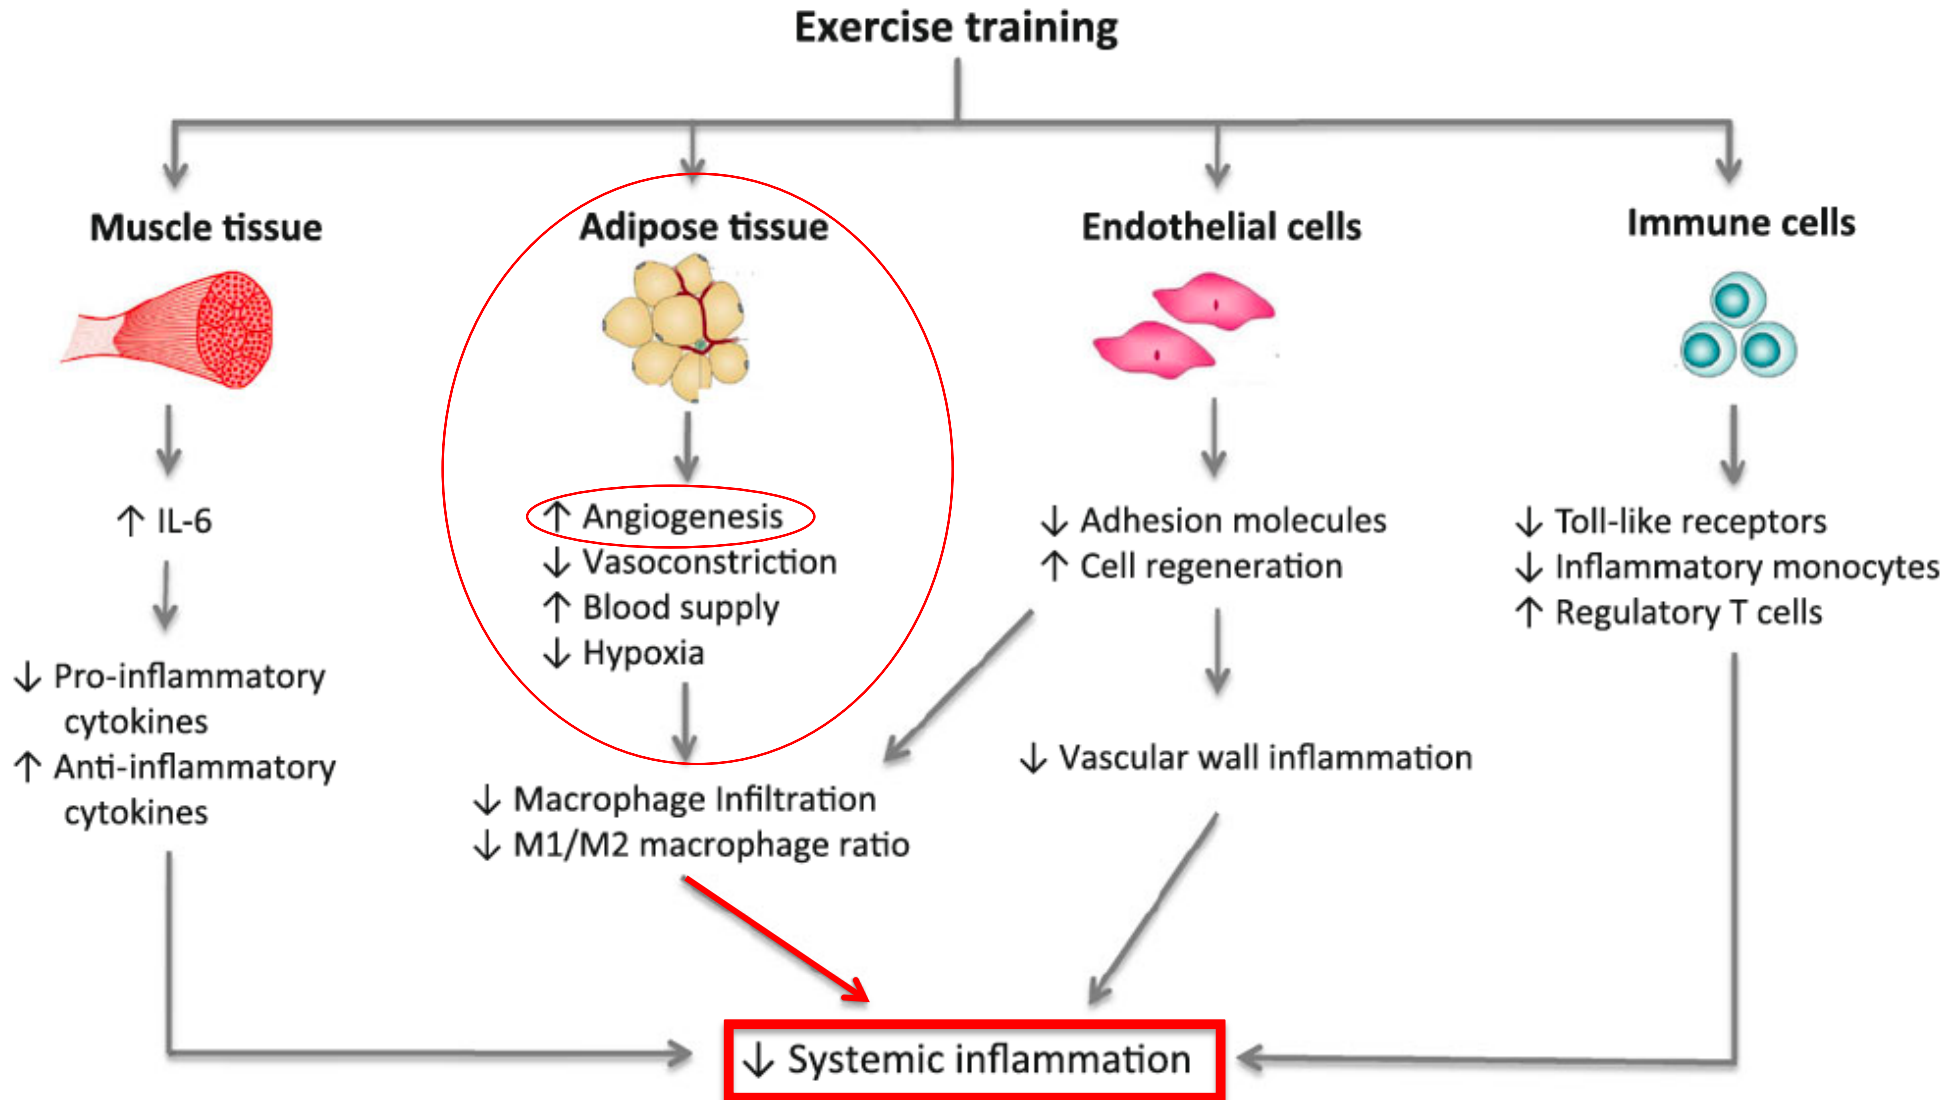 Exercise training
Muscle tissue
Adipose tissue
Endothelial cells
Immune cells
↑ IL-6
↓ Pro-inflammatory
cytokines
↑ Anti-inflammatory
cytokines
↑ Angiogenesis
↓ Vasoconstriction
↑ Blood supply
↓ Hypoxia
↓ Macrophage Infiltration
↓ M1/M2 macrophage ratio
↓ Adhesion molecules
↑ Cell regeneration
↓ Vascular wall inflammation
↓ Toll-like receptors
↓ Inflammatory monocytes
↑ Regulatory T cells
↓ Systemic inflammation